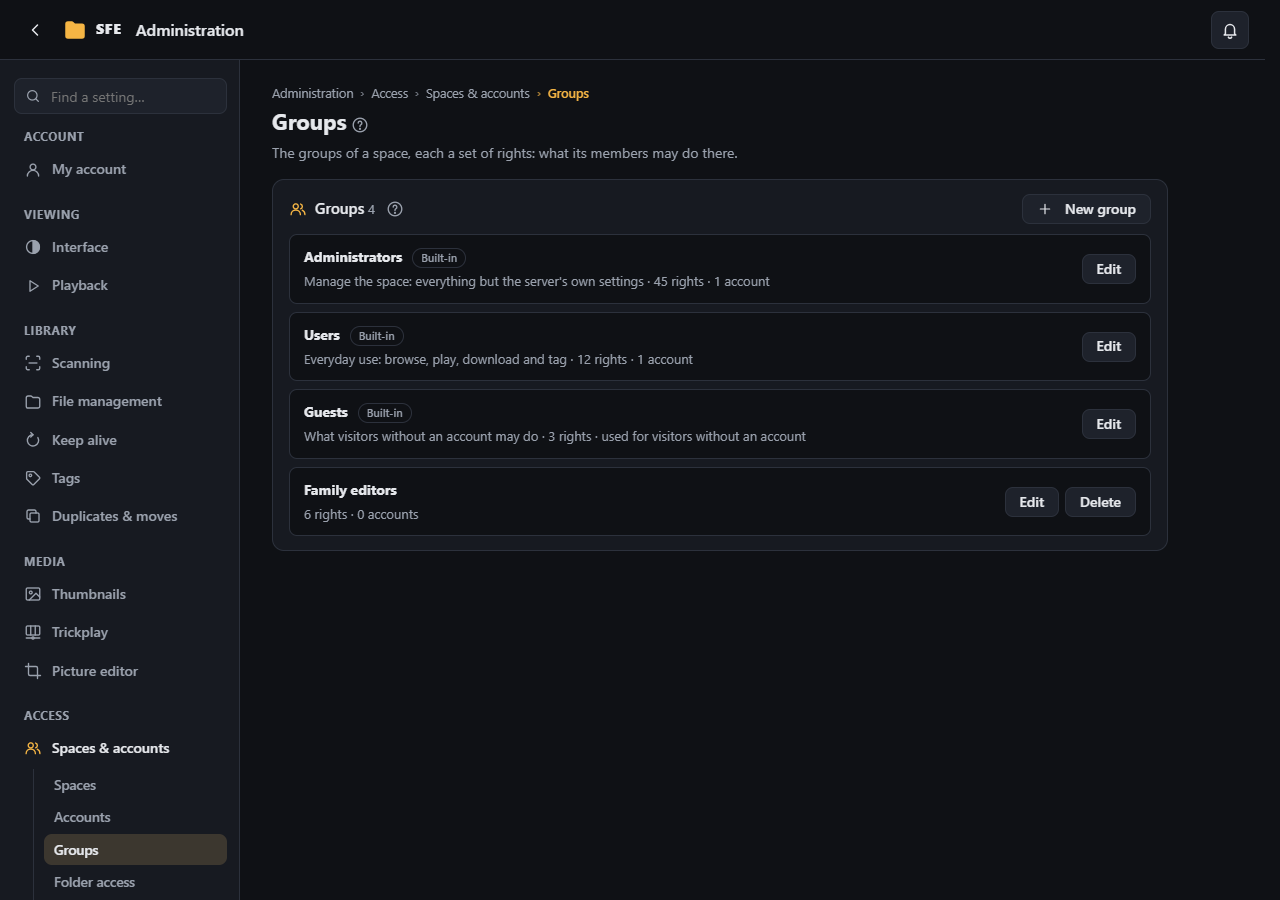 SFE Administration
Find a setting...
ACCOUNT
My account
VIEWING
Interface
Playback
LIBRARY
Scanning
File management
Keep alive
Tags
Duplicates & moves
MEDIA
Thumbnails
Trickplay
Picture editor
ACCESS
Spaces & accounts
Spaces
Accounts
Groups
Folder access
Administration › Access › Spaces & accounts › Groups
Groups ?
The groups of a space, each a set of rights: what its members may do there.
Groups 4 ?
+ New group
Administrators Built-in
Manage the space: everything but the server's own settings · 45 rights · 1 account
Edit
Users Built-in
Everyday use: browse, play, download and tag · 12 rights · 1 account
Edit
Guests Built-in
What visitors without an account may do · 3 rights · used for visitors without an account
Edit
Family editors
6 rights · 0 accounts
Edit Delete